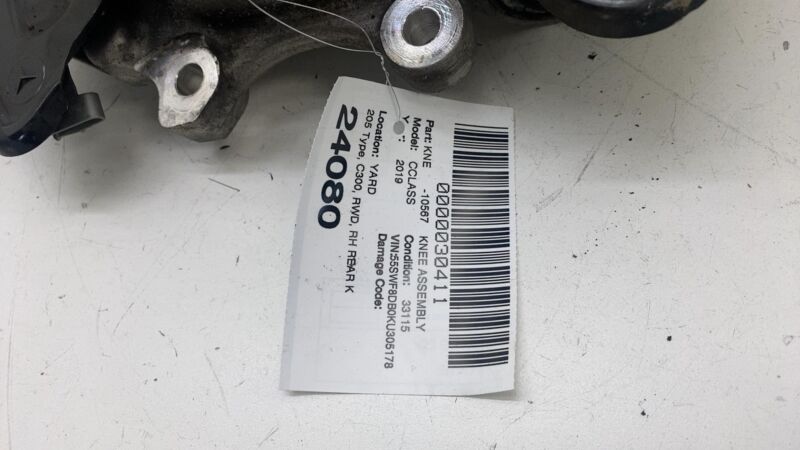 0000030411
Part: KNE -10567 KNEE ASSEMBLY
Model: CCLASS Condition: 33115
Y 2019 VIN:55SWF8DB0KU305178
Damage Code:
Location: YARD
205 Type, C300, RWD, RH REAR K
24080